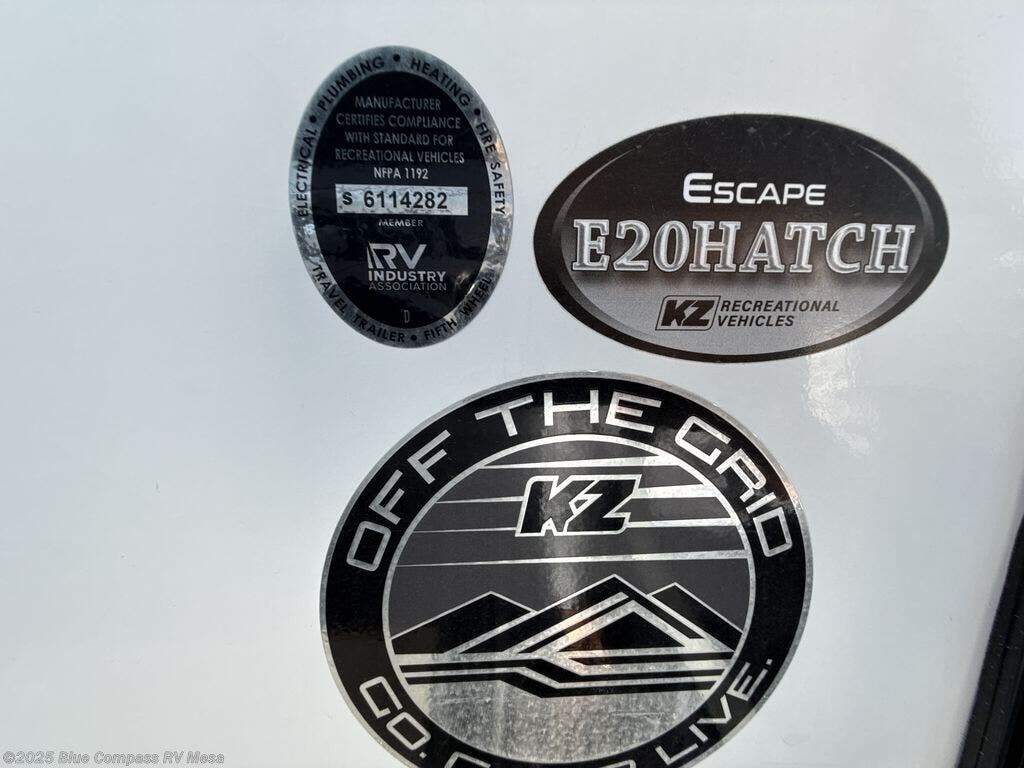 ELECTRICAL • PLUMBING • HEATING • FIRE SAFETY
MANUFACTURER
CERTIFIES COMPLIANCE
WITH STANDARD FOR
RECREATIONAL VEHICLES
NFPA 1192
S 6114282
MEMBER
RV
INDUSTRY
ASSOCIATION
D
TRAVEL TRAILER • FIFTH WHEEL
ESCAPE
E20HATCH
KZ RECREATIONAL
VEHICLES
OFF THE GRID
KZ
GO. LIVE.
©2025 Blue Compass RV Mesa